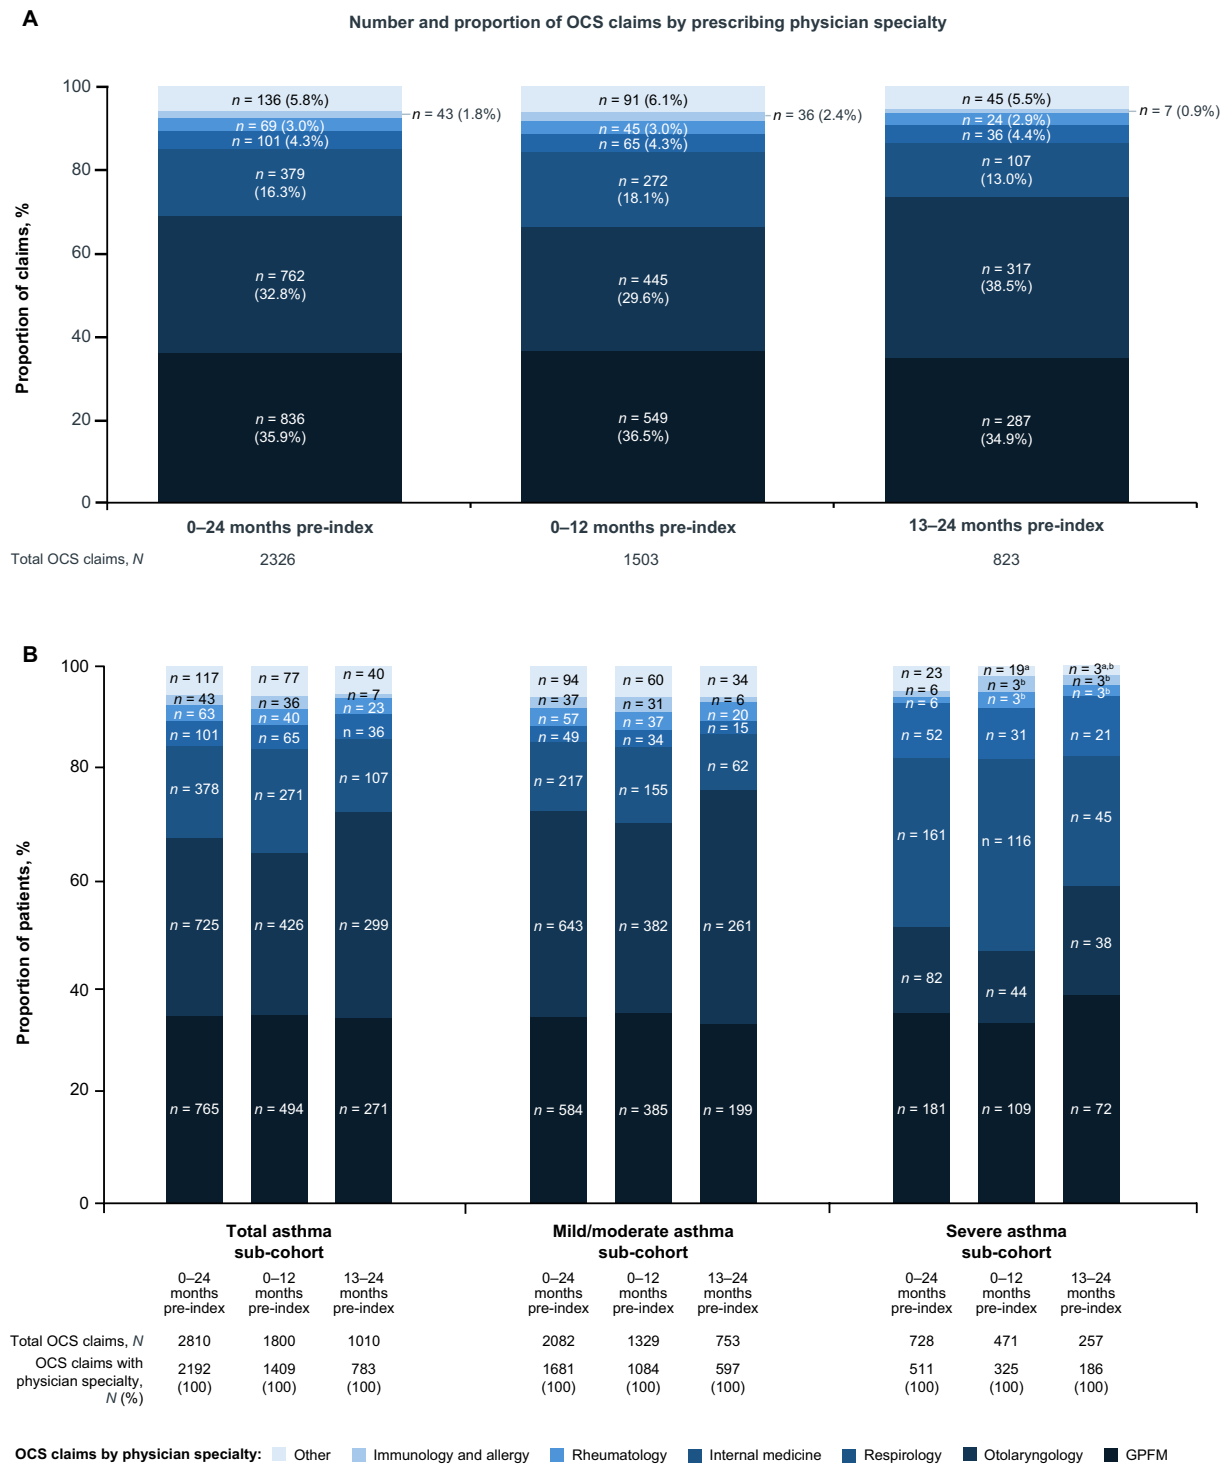 A
Number and proportion of OCS claims by prescribing physician specialty
Proportion of claims, %
100
80
60
40
20
0
n = 136 (5.8%)
n = 43 (1.8%)
n = 69 (3.0%)
n = 101 (4.3%)
n = 379
(16.3%)
n = 762
(32.8%)
n = 836
(35.9%)
n = 91 (6.1%)
n = 36 (2.4%)
n = 45 (3.0%)
n = 65 (4.3%)
n = 272
(18.1%)
n = 445
(29.6%)
n = 549
(36.5%)
n = 45 (5.5%)
n = 7 (0.9%)
n = 24 (2.9%)
n = 36 (4.4%)
n = 107
(13.0%)
n = 317
(38.5%)
n = 287
(34.9%)
0–24 months pre-index
0–12 months pre-index
13–24 months pre-index
Total OCS claims, N
2326
1503
823
B
Proportion of patients, %
100
80
60
40
20
0
n = 117
n = 43
n = 63
n = 101
n = 378
n = 725
n = 765
n = 77
n = 36
n = 40
n = 65
n = 271
n = 426
n = 494
n = 40
n = 7
n = 23
n = 36
n = 107
n = 299
n = 271
n = 94
n = 37
n = 57
n = 49
n = 217
n = 643
n = 584
n = 60
n = 31
n = 37
n = 34
n = 155
n = 382
n = 385
n = 34
n = 6
n = 20
n = 15
n = 62
n = 261
n = 199
n = 23
n = 6
n = 6
n = 52
n = 161
n = 82
n = 181
n = 19a
n = 3b
n = 3b
n = 31
n = 116
n = 44
n = 109
n = 3a,b
n = 3b
n = 3b
n = 21
n = 45
n = 38
n = 72
Total asthma
sub-cohort
Mild/moderate asthma
sub-cohort
Severe asthma
sub-cohort
0–24
months
pre-index
0–12
months
pre-index
13–24
months
pre-index
0–24
months
pre-index
0–12
months
pre-index
13–24
months
pre-index
0–24
months
pre-index
0–12
months
pre-index
13–24
months
pre-index
Total OCS claims, N
2810
1800
1010
2082
1329
753
728
471
257
OCS claims with
physician specialty,
N (%)
2192
(100)
1409
(100)
783
(100)
1681
(100)
1084
(100)
597
(100)
511
(100)
325
(100)
186
(100)
OCS claims by physician specialty:
Other
Immunology and allergy
Rheumatology
Internal medicine
Respirology
Otolaryngology
GPFM